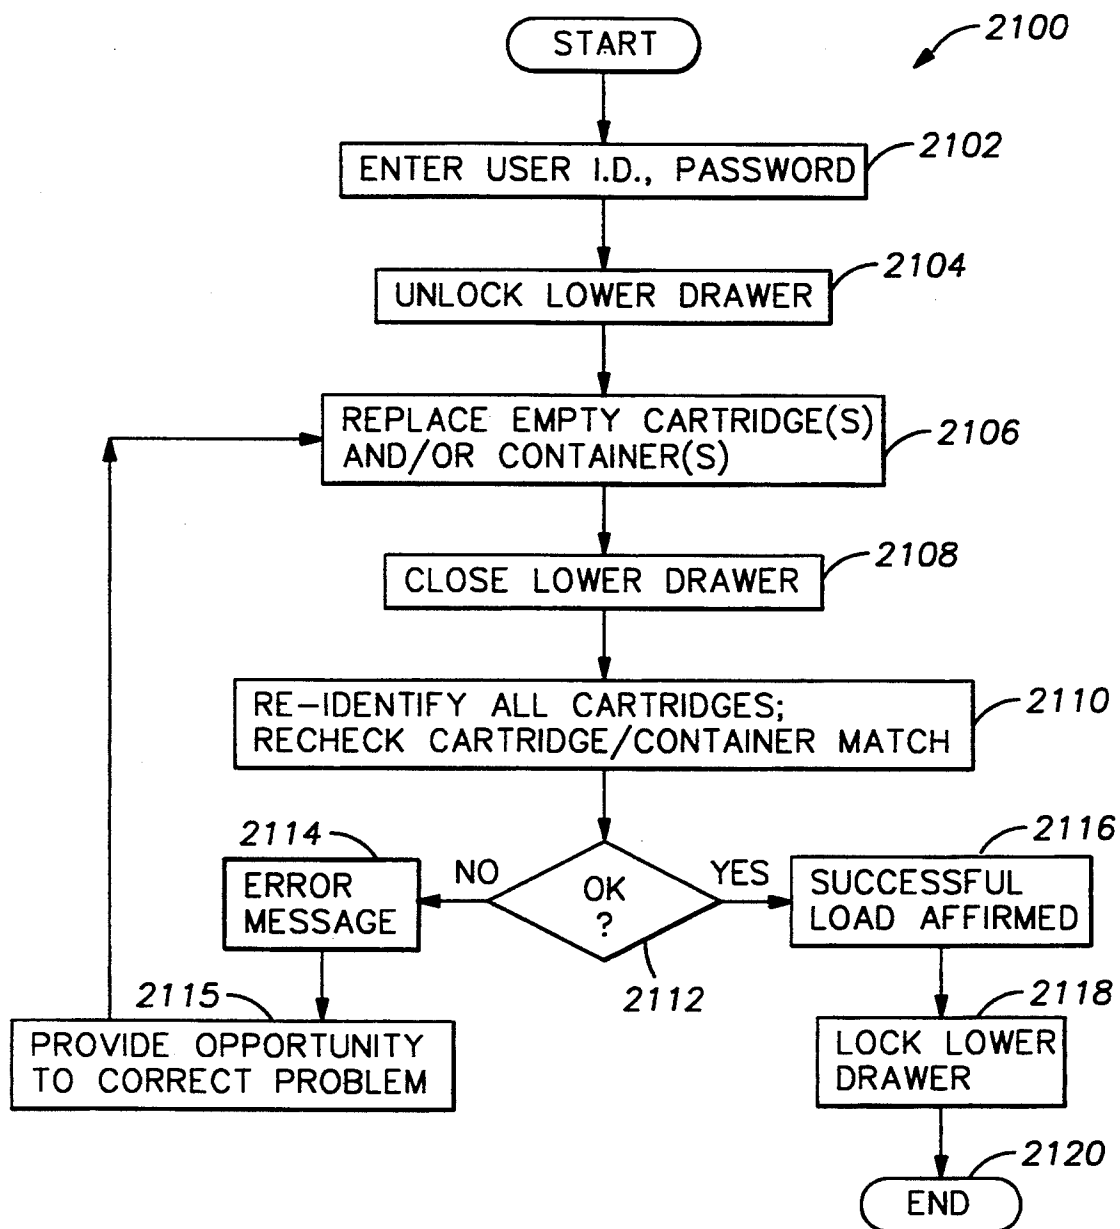 START
2100
ENTER USER I.D., PASSWORD
2102
UNLOCK LOWER DRAWER
2104
REPLACE EMPTY CARTRIDGE(S)
AND/OR CONTAINER(S)
2106
CLOSE LOWER DRAWER
2108
RE-IDENTIFY ALL CARTRIDGES;
RECHECK CARTRIDGE/CONTAINER MATCH
2110
2114
ERROR
MESSAGE
NO
OK
?
2112
YES
2116
SUCCESSFUL
LOAD AFFIRMED
2115
PROVIDE OPPORTUNITY
TO CORRECT PROBLEM
2118
LOCK LOWER
DRAWER
2120
END